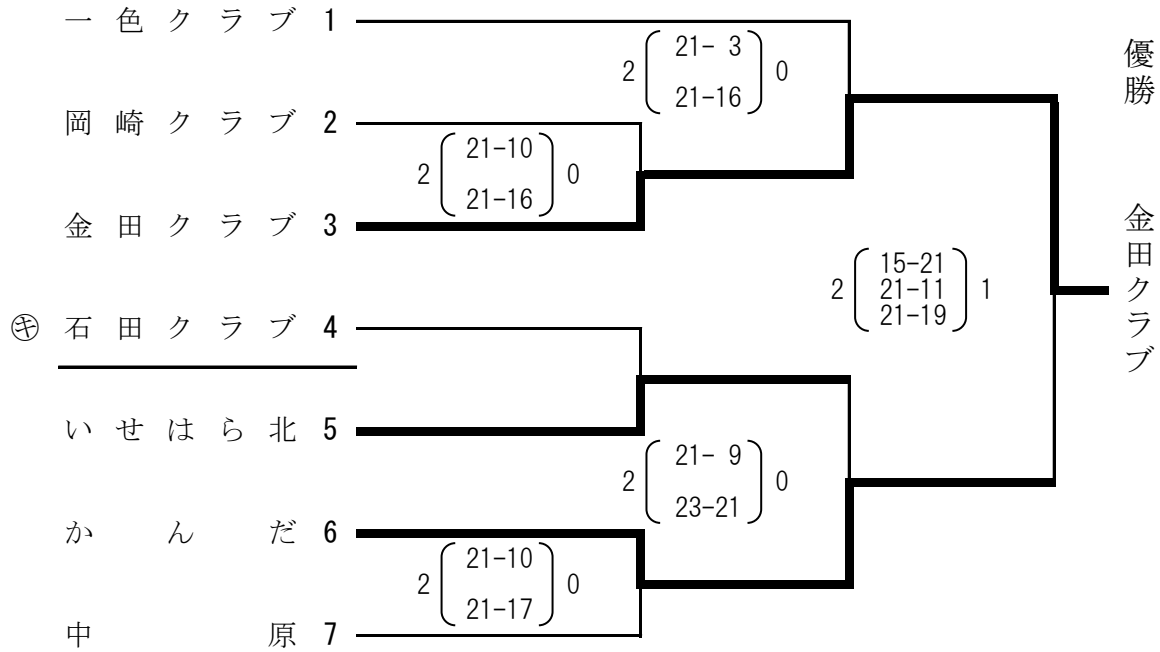 一色クラブ 1
岡崎クラブ 2
金田クラブ 3
㋖ 石田クラブ 4
いせはら北 5
かんだ 6
中原 7
2 21-10 0
21-16
2 21-10 0
21-17
2 21- 3 0
21-16
2 21- 9 0
23-21
15-21
2 21-11 1
21-19
優勝
金田クラブ